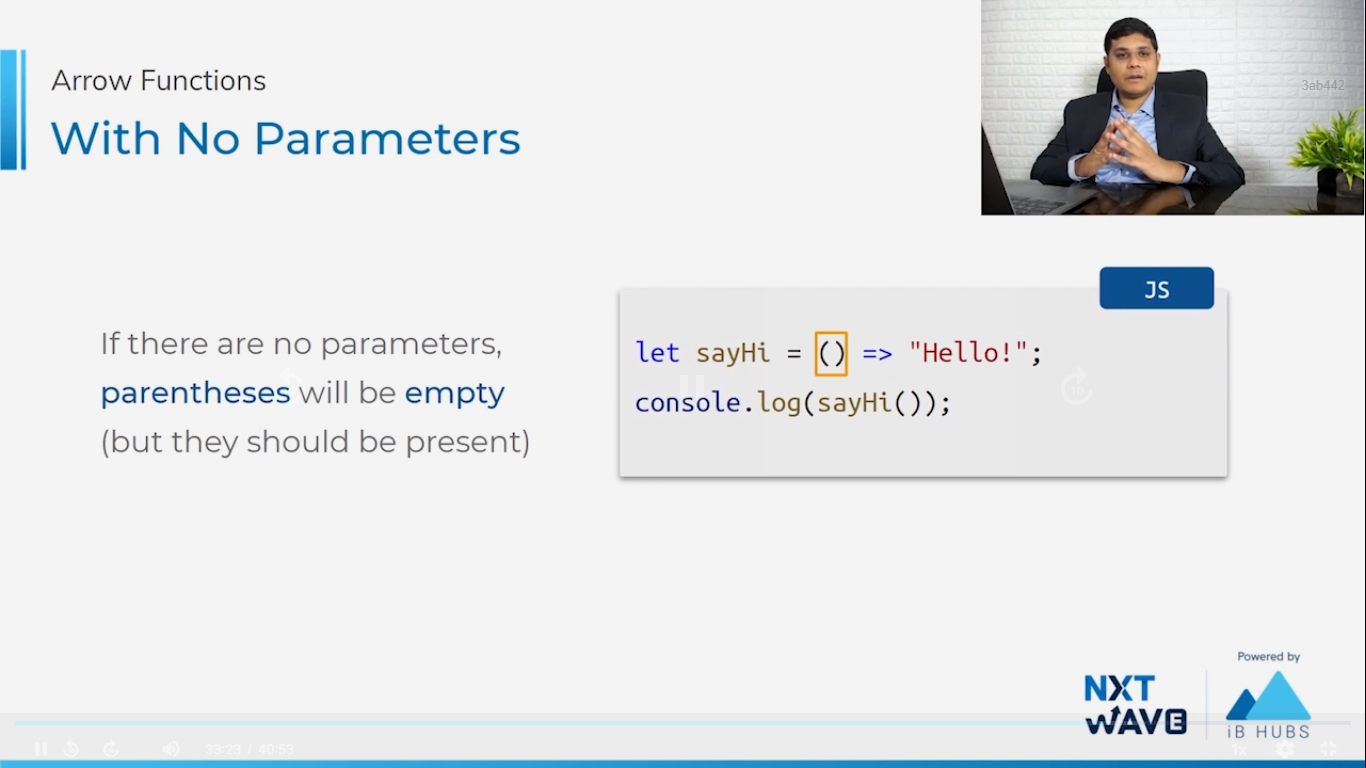 Arrow Functions
With No Parameters
3ab442
If there are no parameters,
parentheses will be empty
(but they should be present)
JS
let sayHi = () => "Hello!";
console.log(sayHi());
Powered by
NXT
WAVE
iB HUBS
33:23 / 40:53
1x